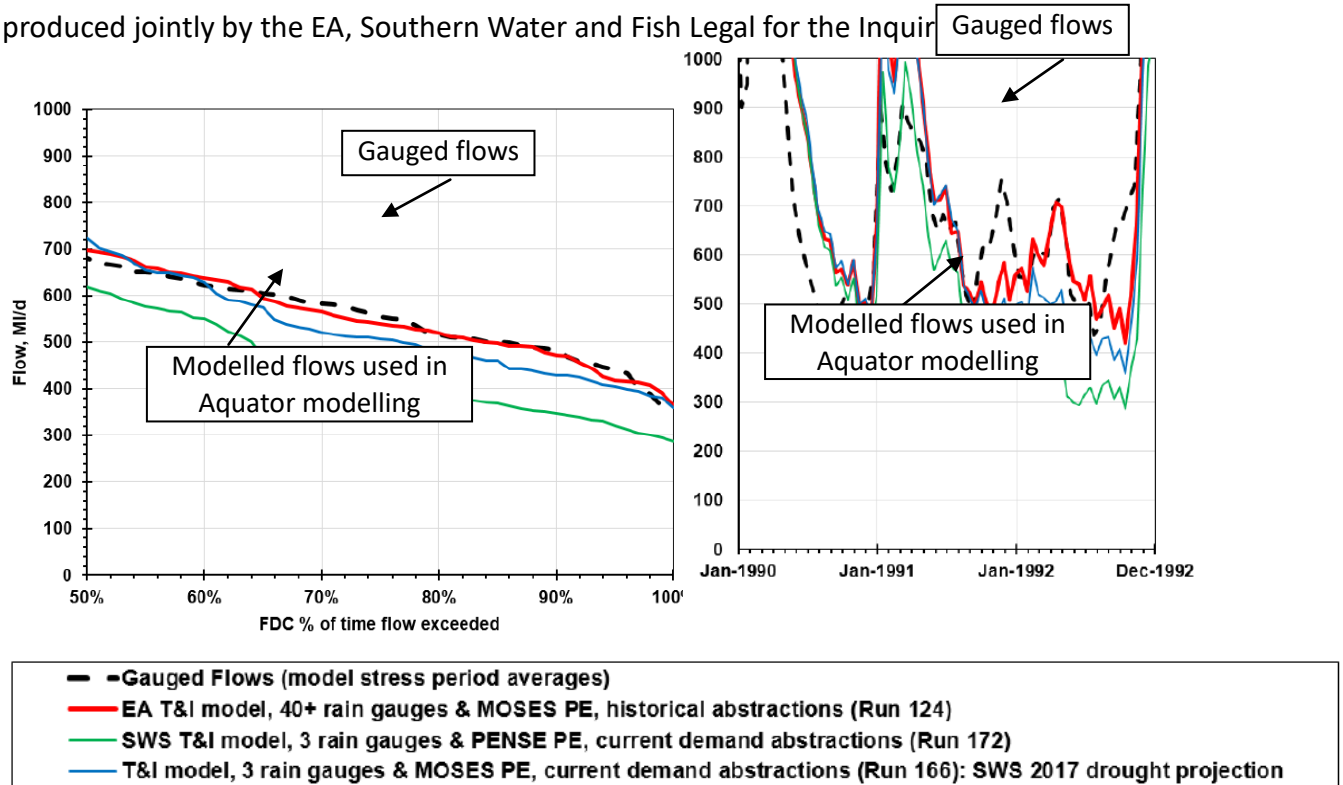 produced jointly by the EA, Southern Water and Fish Legal for the Inquir
Gauged flows
1000
900
800
700
600
500
400
300
200
100
0
Flow, Ml/d
50%
60%
70%
80%
90%
100%
FDC % of time flow exceeded
Gauged flows
Modelled flows used in
Aquator modelling
1000
900
800
700
600
500
400
300
200
100
0
Jan-1990
Jan-1991
Jan-1992
Dec-1992
Modelled flows used in
Aquator modelling
Gauged Flows (model stress period averages)
EA T&I model, 40+ rain gauges & MOSES PE, historical abstractions (Run 124)
SWS T&I model, 3 rain gauges & PENSE PE, current demand abstractions (Run 172)
T&I model, 3 rain gauges & MOSES PE, current demand abstractions (Run 166): SWS 2017 drought projection